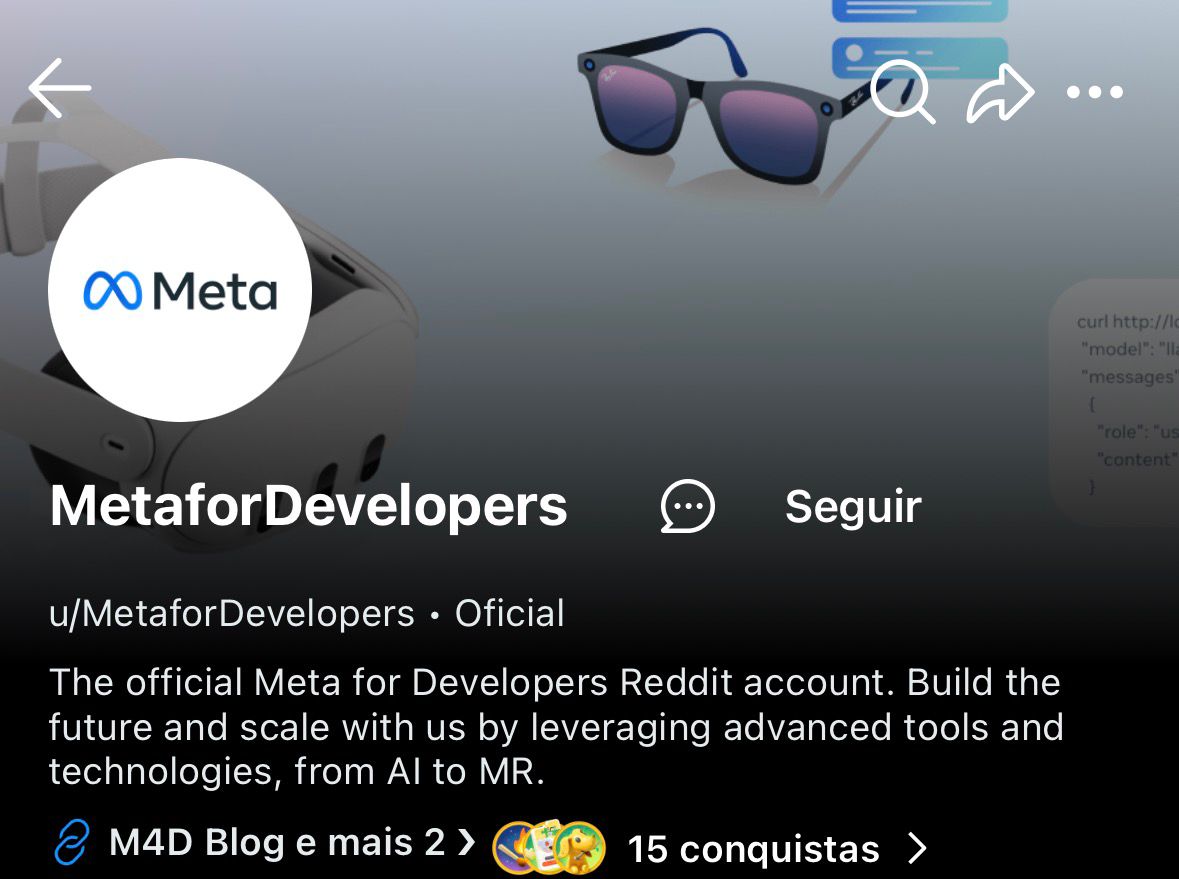 Meta
curl http://l
"model": "ll
"messages"
{
"role": "us
"content"
}
MetaforDevelopers
Seguir
u/MetaforDevelopers • Oficial
The official Meta for Developers Reddit account. Build the
future and scale with us by leveraging advanced tools and
technologies, from AI to MR.
M4D Blog e mais 2 ❯
15 conquistas